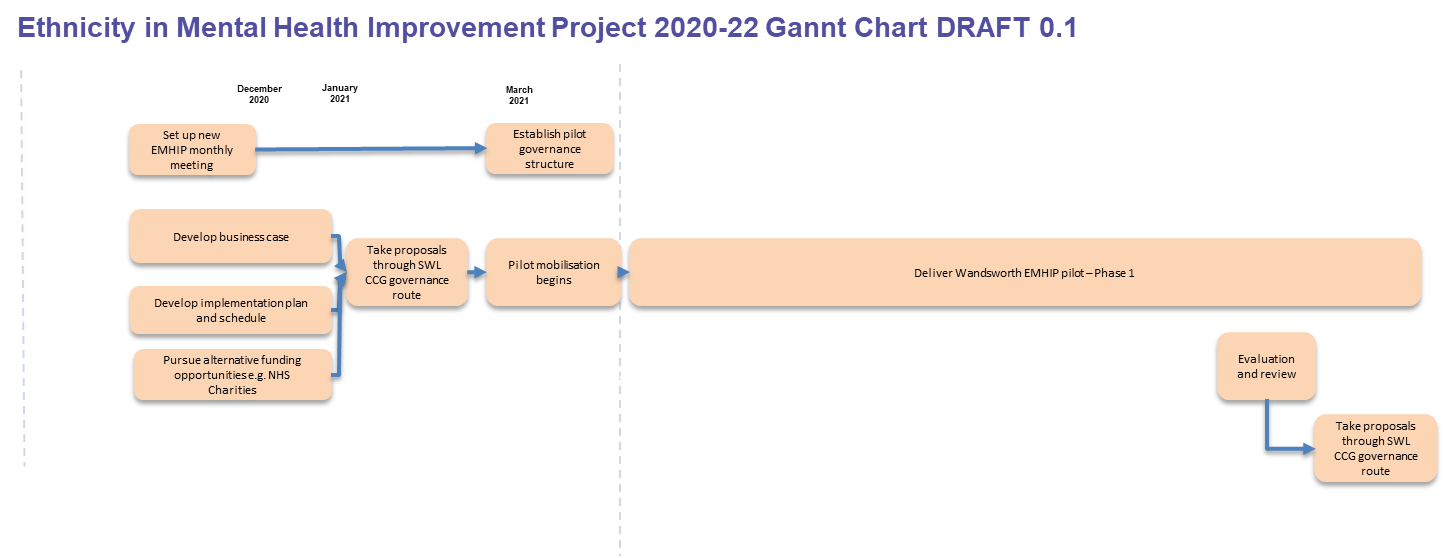 Ethnicity in Mental Health Improvement Project 2020-22 Gannt Chart DRAFT 0.1
December
2020
January
2021
March
2021
Set up new
EMHIP monthly
meeting
Establish pilot
governance
structure
Develop business case
Take proposals
through SWL
CCG governance
route
Pilot mobilisation
begins
Deliver Wandsworth EMHIP pilot – Phase 1
Develop implementation plan
and schedule
Pursue alternative funding
opportunities e.g. NHS
Charities
Evaluation
and review
Take proposals
through SWL
CCG governance
route